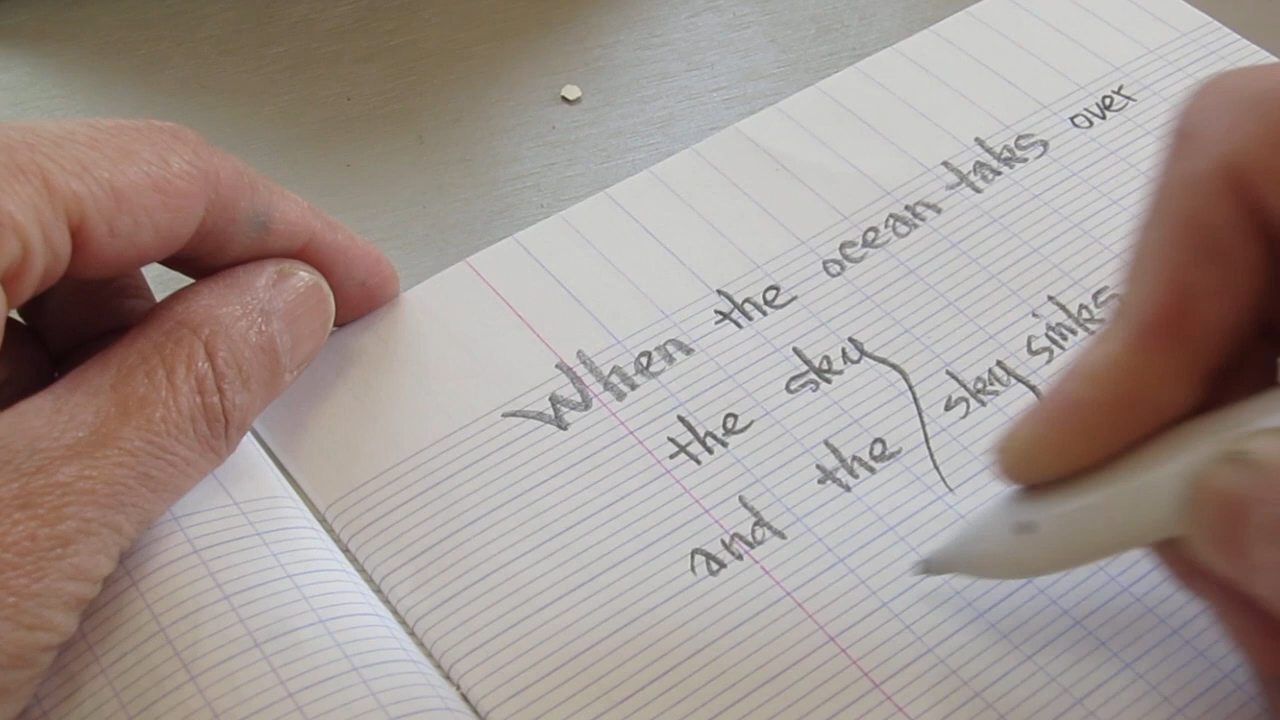 When the ocean taks over
the sky
and the sky sinks